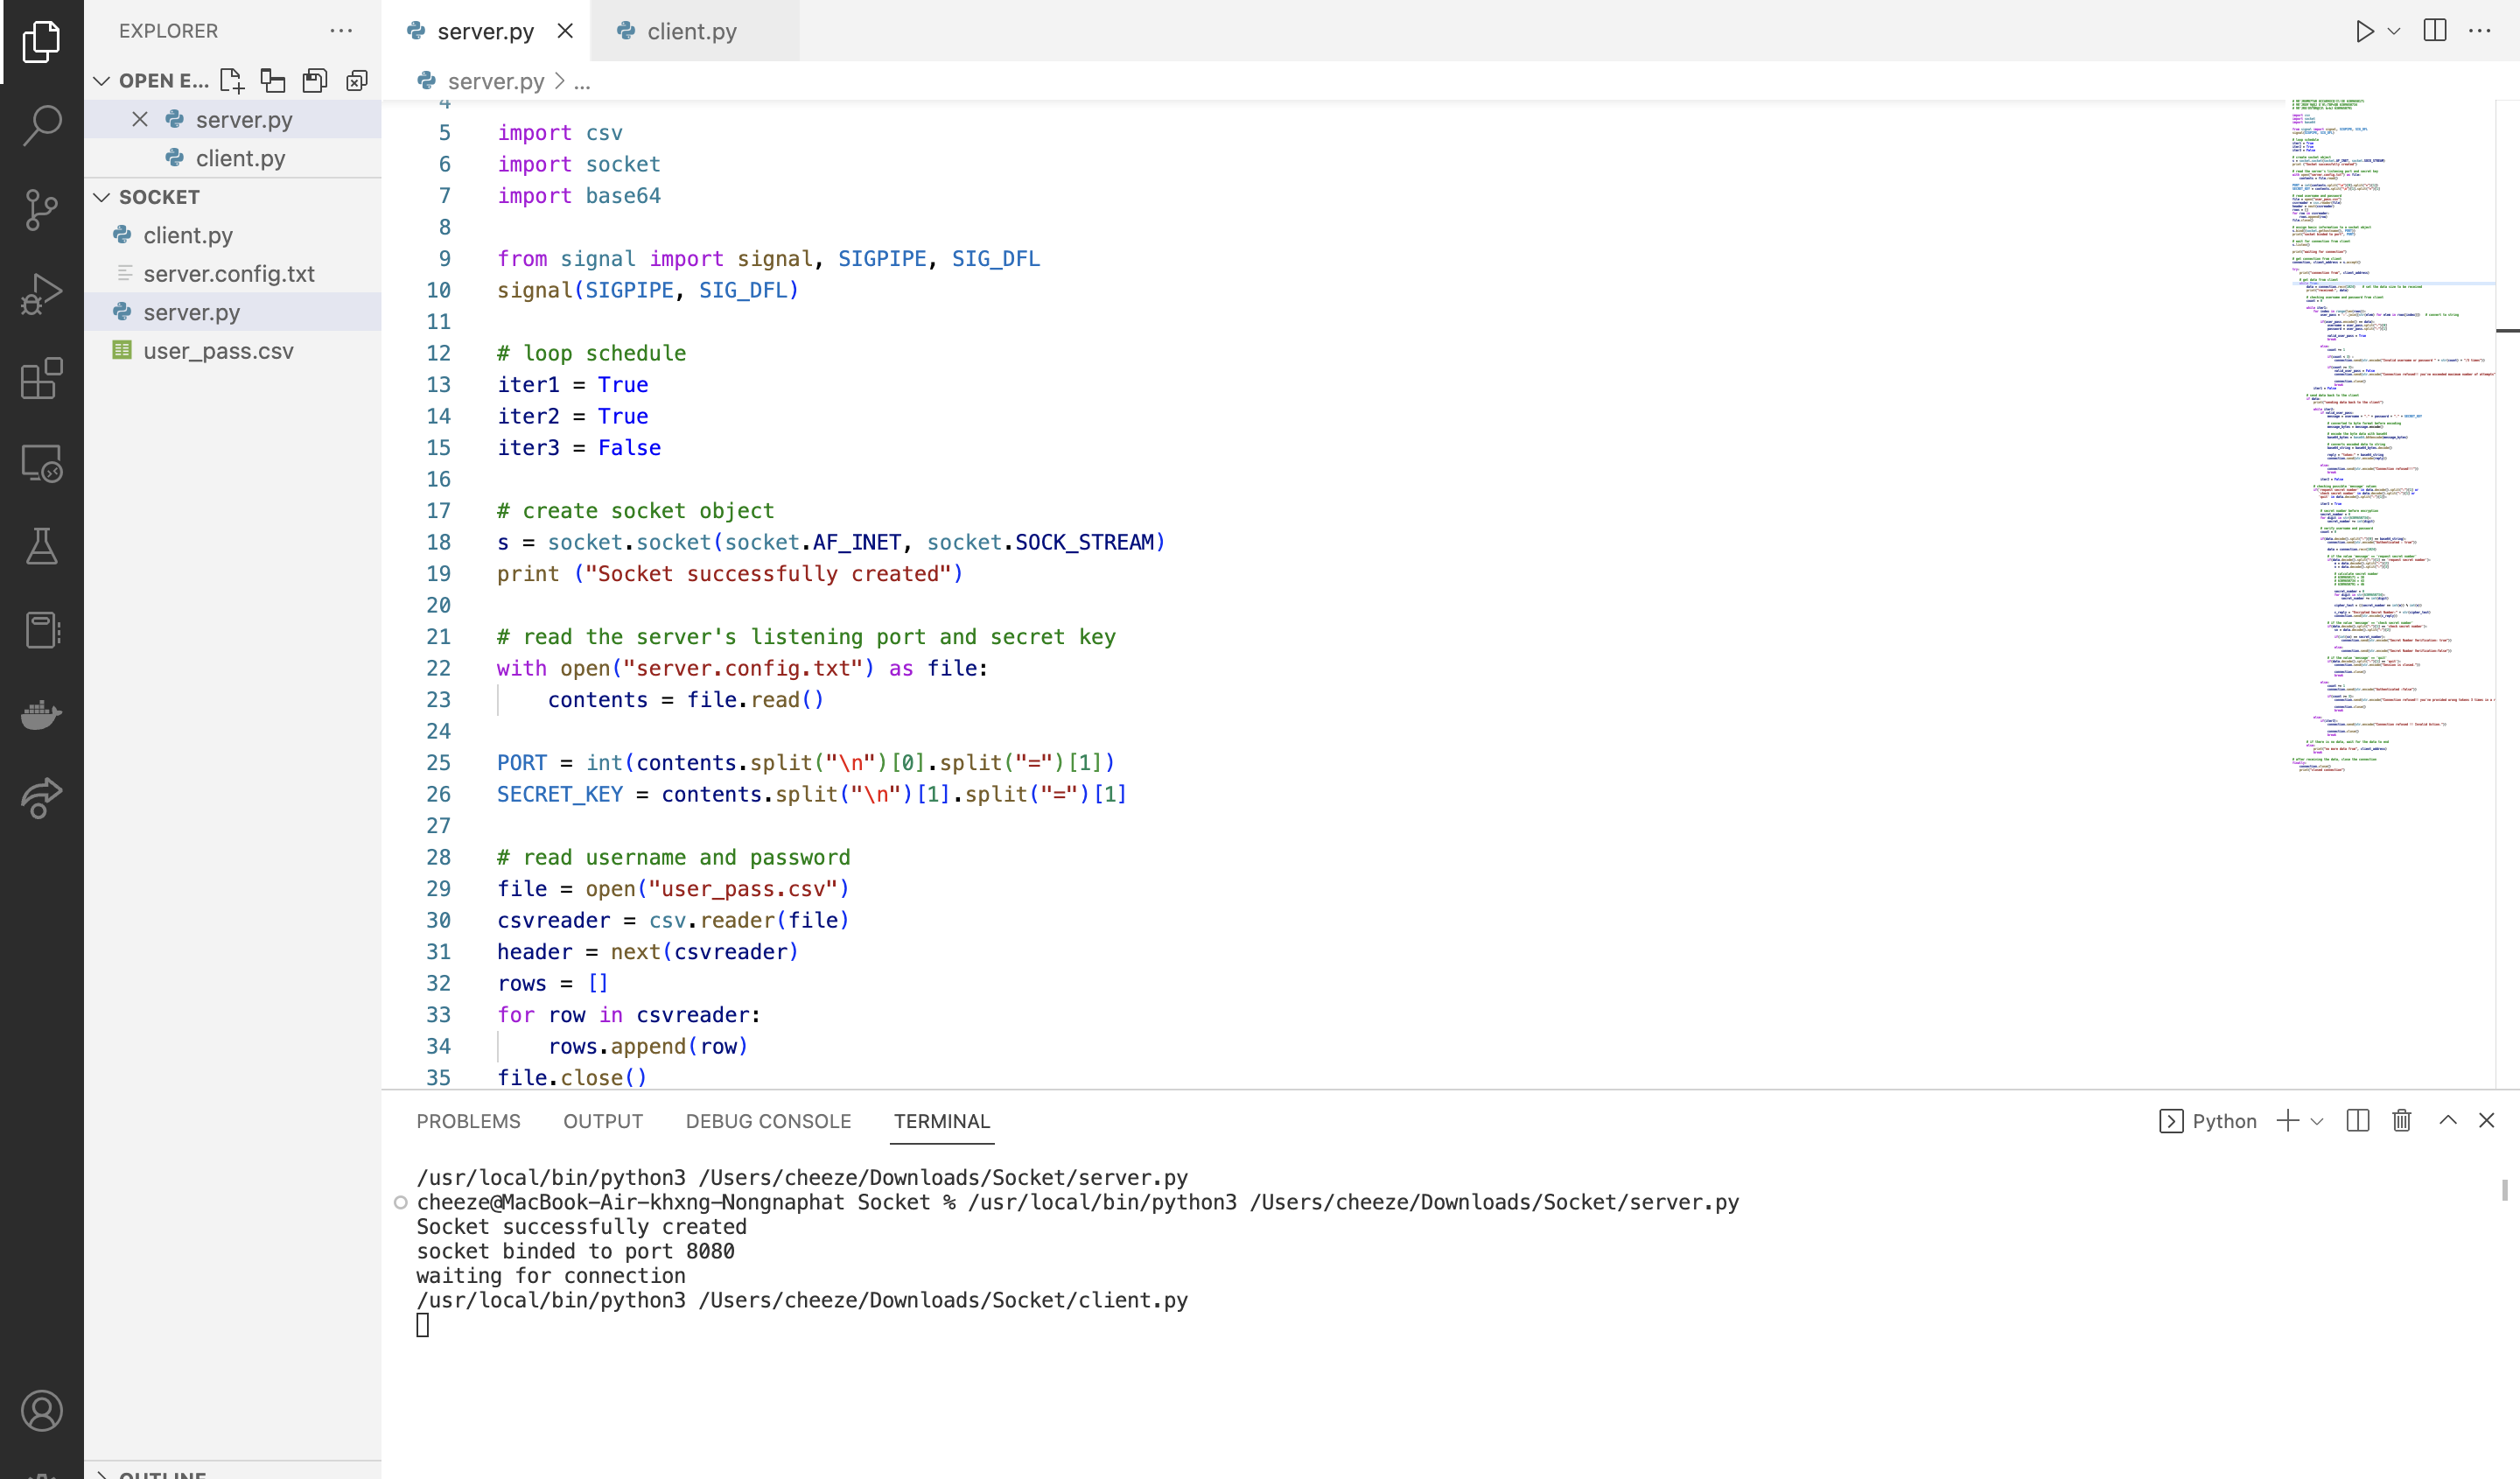 EXPLORER
OPEN E...
server.py
client.py
SOCKET
client.py
server.config.txt
server.py
user_pass.csv
OUTLINE
server.py
client.py
server.py > ...
4
5 import csv
6 import socket
7 import base64
8
9 from signal import signal, SIGPIPE, SIG_DFL
10 signal(SIGPIPE, SIG_DFL)
11
12 # loop schedule
13 iter1 = True
14 iter2 = True
15 iter3 = False
16
17 # create socket object
18 s = socket.socket(socket.AF_INET, socket.SOCK_STREAM)
19 print ("Socket successfully created")
20
21 # read the server's listening port and secret key
22 with open("server.config.txt") as file:
23 contents = file.read()
24
25 PORT = int(contents.split("\n")[0].split("=")[1])
26 SECRET_KEY = contents.split("\n")[1].split("=")[1]
27
28 # read username and password
29 file = open("user_pass.csv")
30 csvreader = csv.reader(file)
31 header = next(csvreader)
32 rows = []
33 for row in csvreader:
34 rows.append(row)
35 file.close()
PROBLEMS OUTPUT DEBUG CONSOLE TERMINAL
Python
/usr/local/bin/python3 /Users/cheeze/Downloads/Socket/server.py
cheeze@MacBook-Air-khxng-Nongnaphat Socket % /usr/local/bin/python3 /Users/cheeze/Downloads/Socket/server.py
Socket successfully created
socket binded to port 8080
waiting for connection
/usr/local/bin/python3 /Users/cheeze/Downloads/Socket/client.py